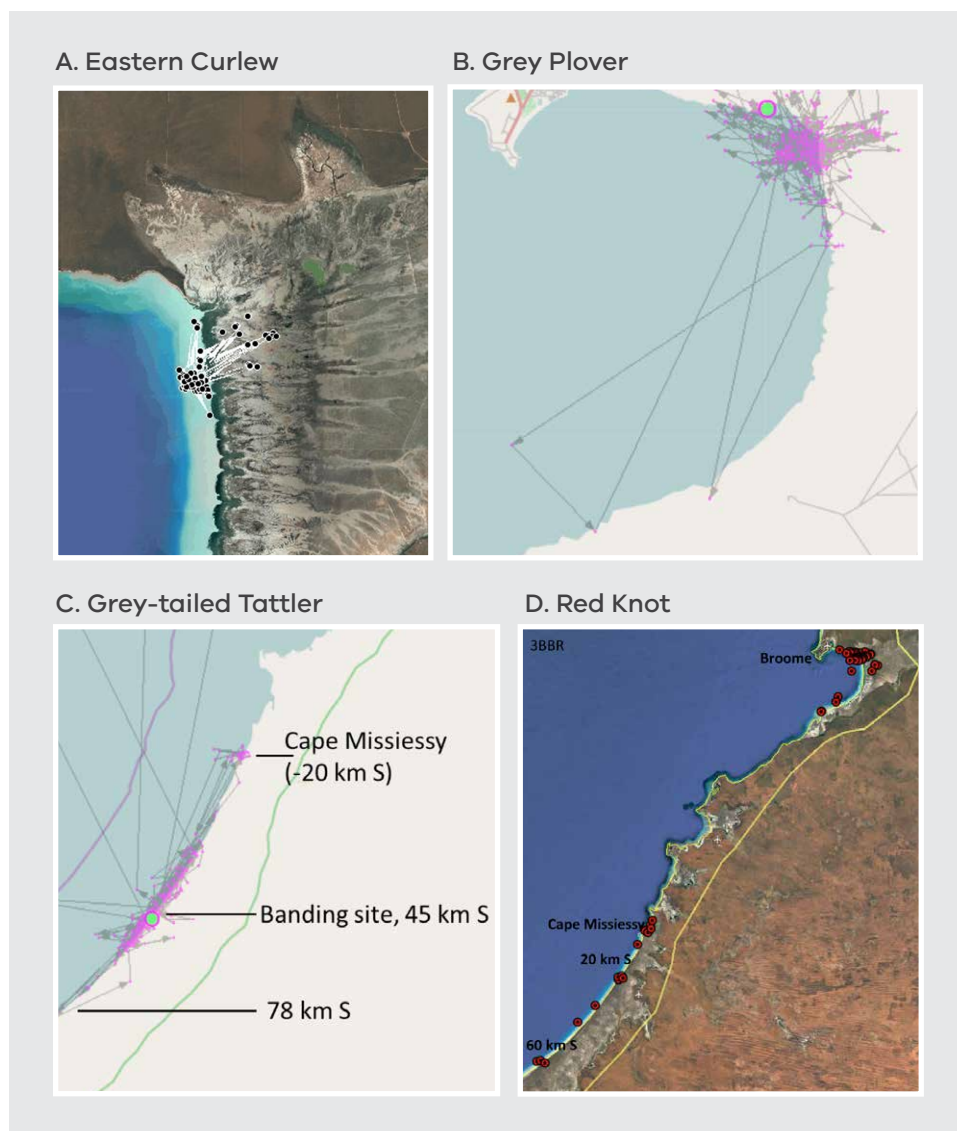 A. Eastern Curlew
B. Grey Plover
C. Grey-tailed Tattler
Cape Missiessy
(-20 km S)
Banding site, 45 km S
78 km S
D. Red Knot
3BBR
Broome
Cape Missiessy
20 km S
60 km S